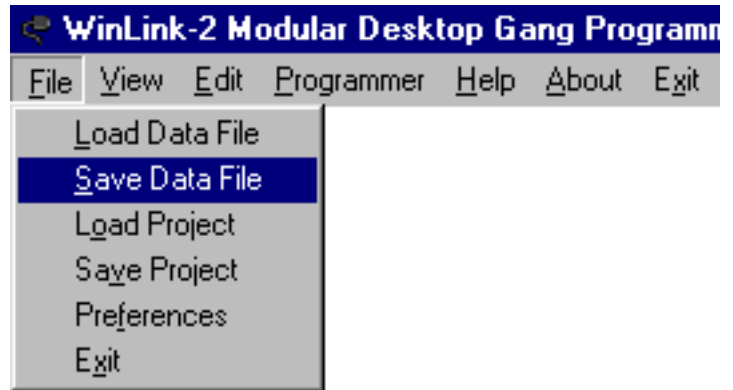 WinLink-2 Modular Desktop Gang Programm
File View Edit Programmer Help About Exit
Load Data File
Save Data File
Load Project
Save Project
Preferences
Exit